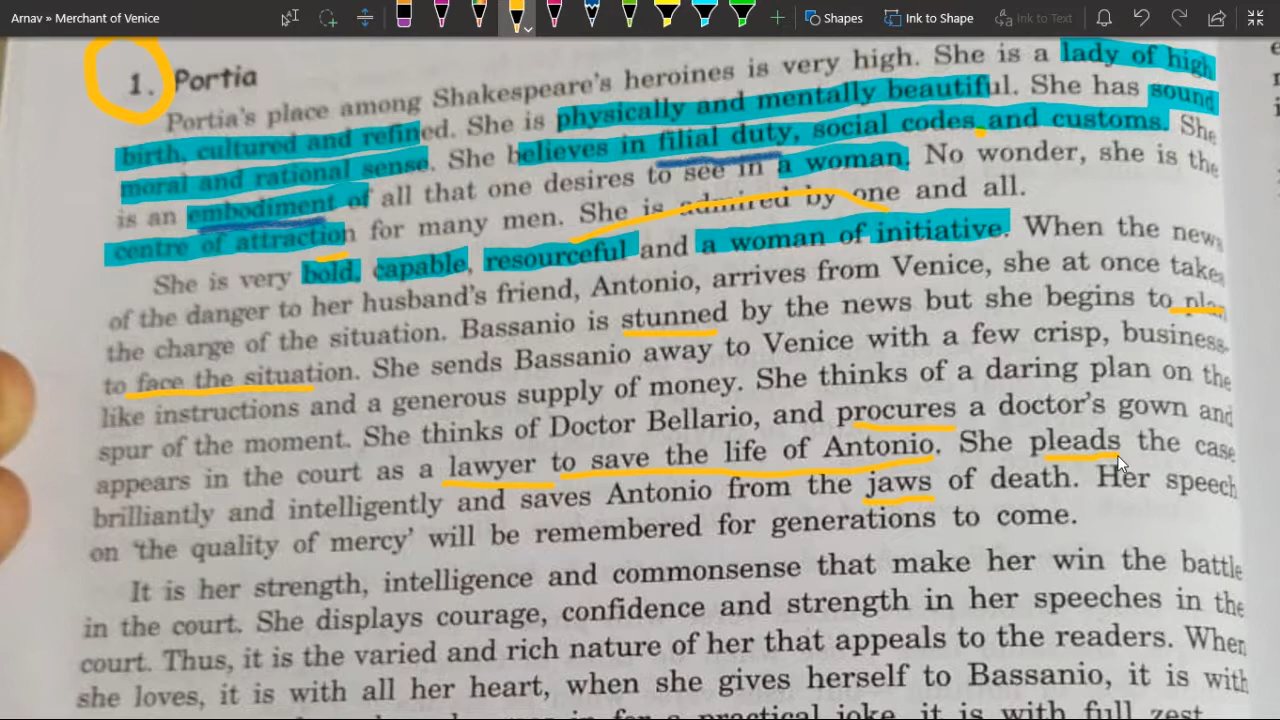 Arnav » Merchant of Venice
Shapes
Ink to Shape
Ink to Text
1. Portia
Portia's place among Shakespeare's heroines is very high. She is a lady of high
birth, cultured and refined. She is physically and mentally beautiful. She has sound
moral and rational sense. She believes in filial duty, social codes and customs. She
is an embodiment of all that one desires to see in a woman. No wonder, she is the
centre of attraction for many men. She is admired by one and all.
She is very bold, capable, resourceful and a woman of initiative. When the news
of the danger to her husband's friend, Antonio, arrives from Venice, she at once takes
the charge of the situation. Bassanio is stunned by the news but she begins to plan
to face the situation. She sends Bassanio away to Venice with a few crisp, business-
like instructions and a generous supply of money. She thinks of a daring plan on the
spur of the moment. She thinks of Doctor Bellario, and procures a doctor's gown and
appears in the court as a lawyer to save the life of Antonio. She pleads the case
brilliantly and intelligently and saves Antonio from the jaws of death. Her speech
on 'the quality of mercy' will be remembered for generations to come.
It is her strength, intelligence and commonsense that make her win the battle
in the court. She displays courage, confidence and strength in her speeches in the
court. Thus, it is the varied and rich nature of her that appeals to the readers. When
she loves, it is with all her heart, when she gives herself to Bassanio, it is with
in for a practical joke, it is with full zest